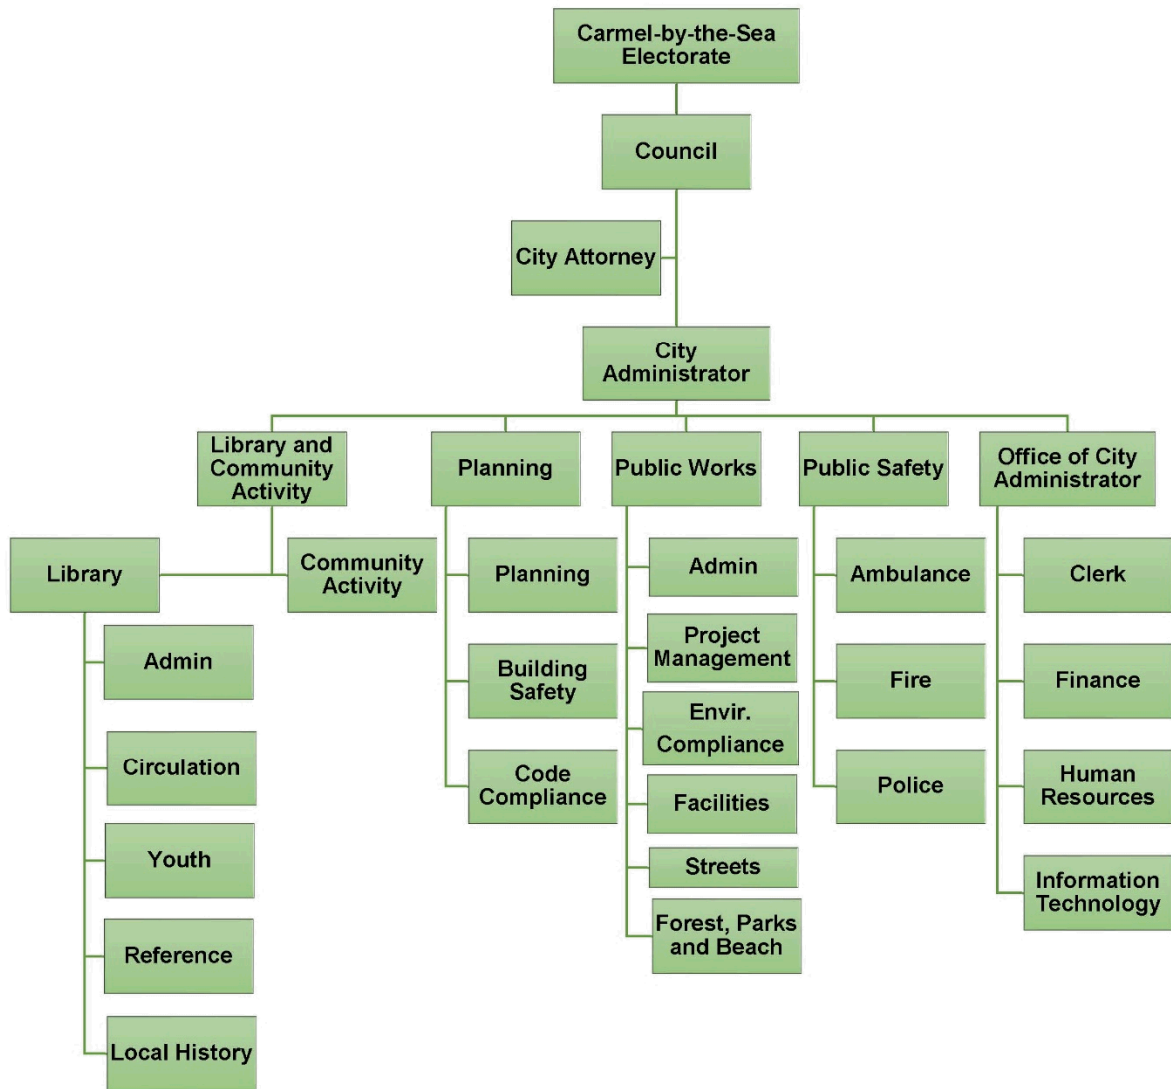 Carmel-by-the-Sea
Electorate
Council
City Attorney
City
Administrator
Library and
Community
Activity
Planning
Public Works
Public Safety
Office of City
Administrator
Library
Community
Activity
Admin
Circulation
Youth
Reference
Local History
Planning
Building
Safety
Code
Compliance
Admin
Project
Management
Envir.
Compliance
Facilities
Streets
Forest, Parks
and Beach
Ambulance
Fire
Police
Clerk
Finance
Human
Resources
Information
Technology